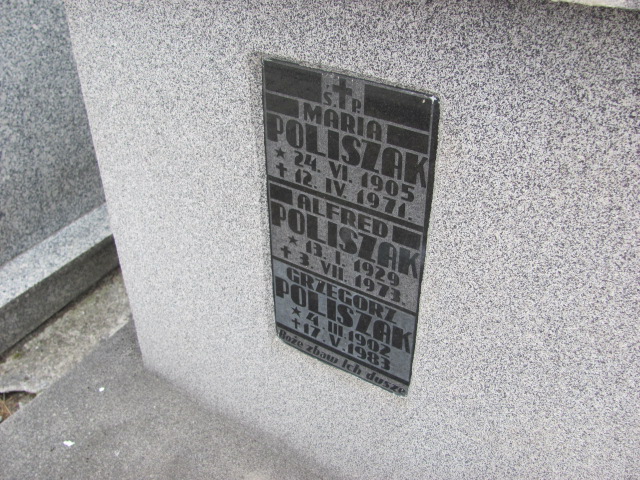 Ś.P.
MARIA
POLISZAK
★ 24. VI. 1905
✝ 12. IV. 1971
ALFRED
POLISZAK
★ 13. I. 1929
✝ 3. VII. 1973
GRZEGORZ
POLISZAK
★ 4. III 1902
✝ 17. V 1983
Boże zbaw Ich dusze